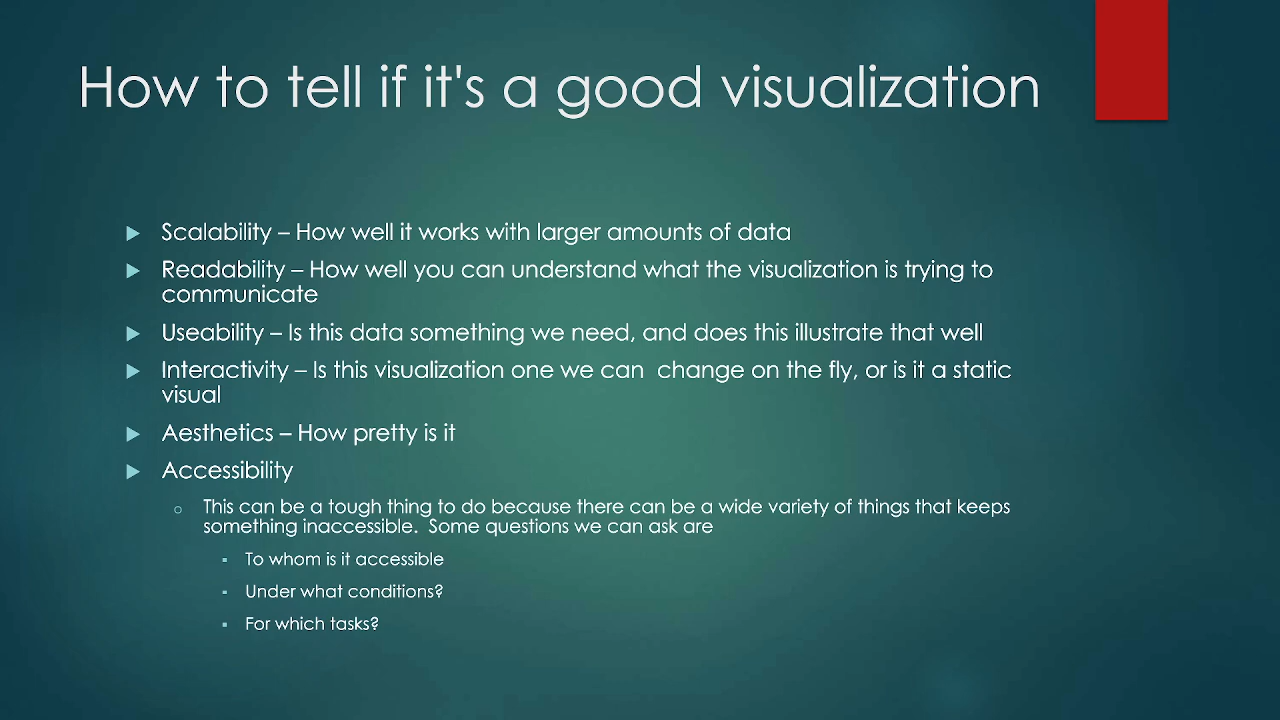 How to tell if it's a good visualization
Scalability – How well it works with larger amounts of data
Readability – How well you can understand what the visualization is trying to
communicate
Useability – Is this data something we need, and does this illustrate that well
Interactivity – Is this visualization one we can  change on the fly, or is it a static
visual
Aesthetics – How pretty is it
Accessibility
This can be a tough thing to do because there can be a wide variety of things that keeps
something inaccessible.  Some questions we can ask are
To whom is it accessible
Under what conditions?
For which tasks?